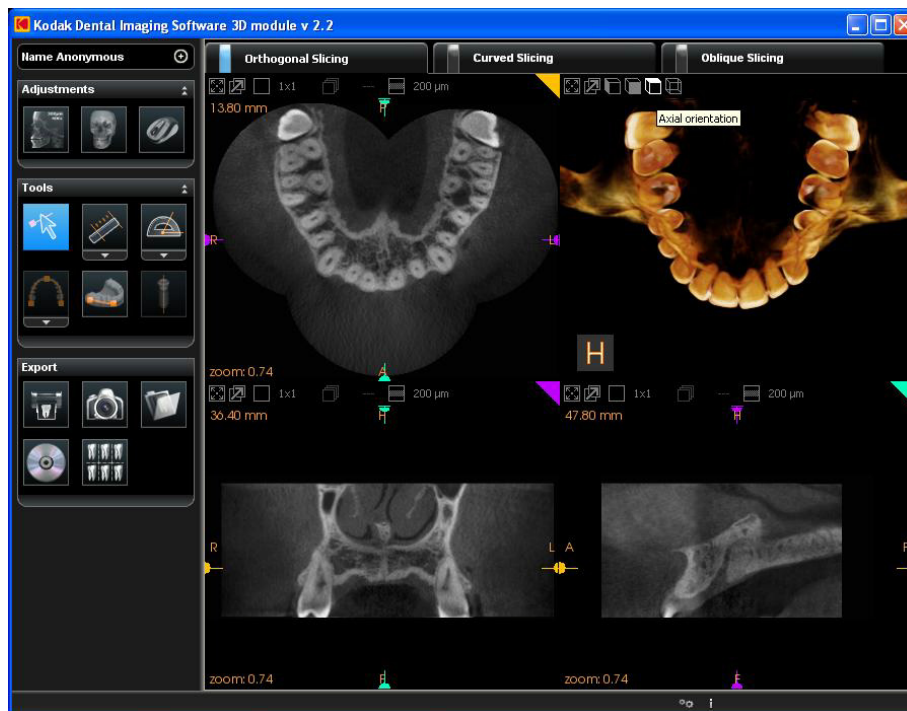 Kodak Dental Imaging Software 3D module v 2.2
Name Anonymous
Adjustments
Tools
Export
Orthogonal Slicing
Curved Slicing
Oblique Slicing
1x1
200 µm
13.80 mm
H
R
L
A
zoom: 0.74
Axial orientation
H
1x1
200 µm
36.40 mm
H
R
L
zoom: 0.74
F
1x1
200 µm
47.80 mm
H
A
P
zoom: 0.74
F
i